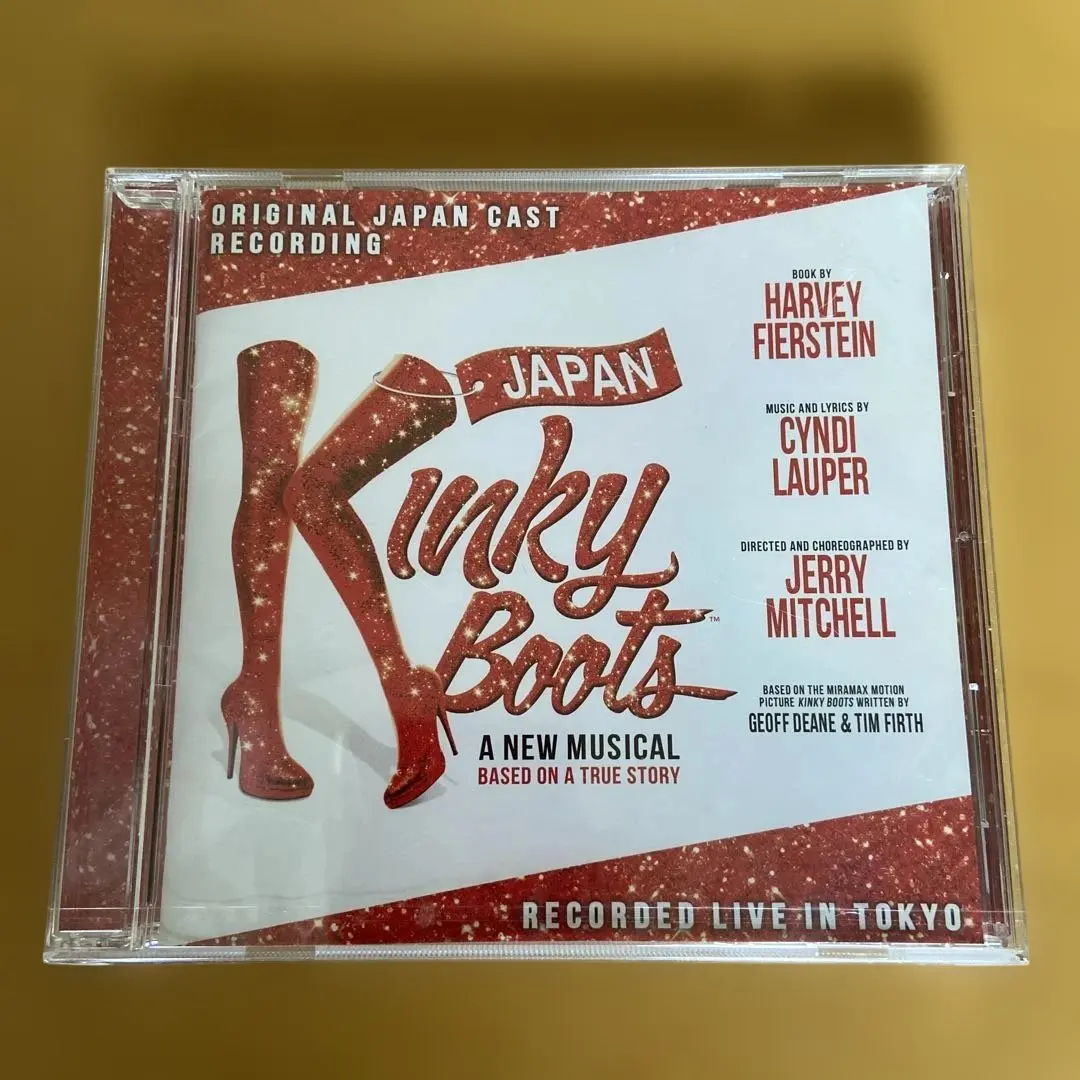 ORIGINAL JAPAN CAST
RECORDING
JAPAN
Kinky
Boots™
A NEW MUSICAL
BASED ON A TRUE STORY
BOOK BY
HARVEY
FIERSTEIN
MUSIC AND LYRICS BY
CYNDI
LAUPER
DIRECTED AND CHOREOGRAPHED BY
JERRY
MITCHELL
BASED ON THE MIRAMAX MOTION
PICTURE KINKY BOOTS WRITTEN BY
GEOFF DEANE & TIM FIRTH
RECORDED LIVE IN TOKYO